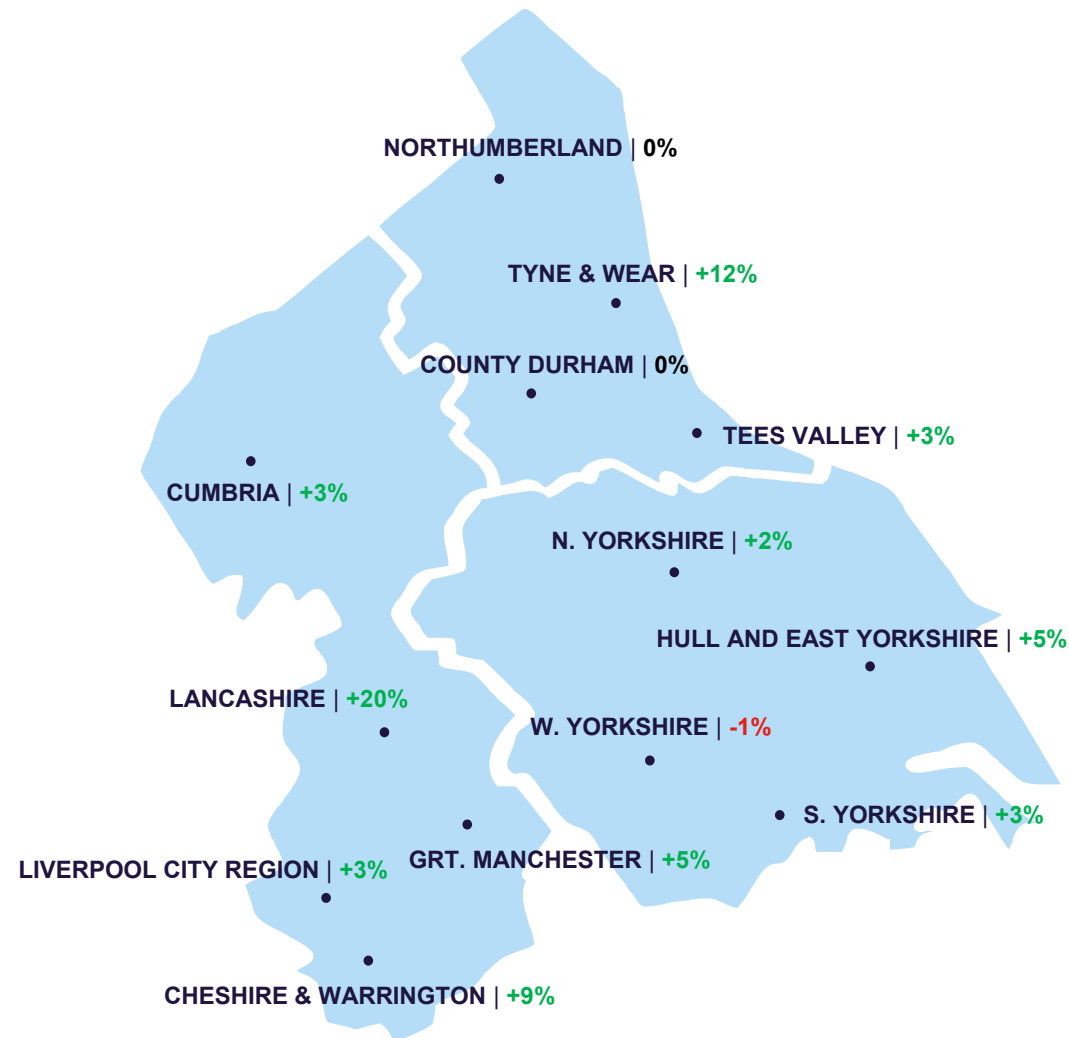 NORTHUMBERLAND | 0%
TYNE & WEAR | +12%
COUNTY DURHAM | 0%
TEES VALLEY | +3%
CUMBRIA | +3%
N. YORKSHIRE | +2%
HULL AND EAST YORKSHIRE | +5%
LANCASHIRE | +20%
W. YORKSHIRE | -1%
S. YORKSHIRE | +3%
GRT. MANCHESTER | +5%
LIVERPOOL CITY REGION | +3%
CHESHIRE & WARRINGTON | +9%